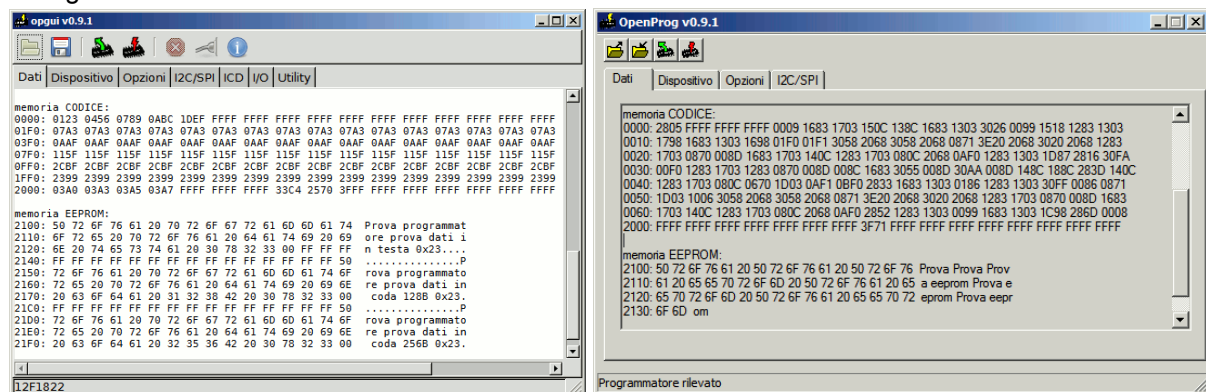 opgui v0.9.1
Dati Dispositivo Opzioni I2C/SPI ICD I/O Utility
memoria CODICE:
0000: 0123 0456 0789 0ABC 1DEF FFFF FFFF FFFF FFFF FFFF FFFF FFFF FFFF FFFF FFFF FFFF
01F0: 07A3 07A3 07A3 07A3 07A3 07A3 07A3 07A3 07A3 07A3 07A3 07A3 07A3 07A3 07A3 07A3
03F0: 0AAF 0AAF 0AAF 0AAF 0AAF 0AAF 0AAF 0AAF 0AAF 0AAF 0AAF 0AAF 0AAF 0AAF 0AAF 0AAF
07F0: 115F 115F 115F 115F 115F 115F 115F 115F 115F 115F 115F 115F 115F 115F 115F 115F
0FF0: 2CBF 2CBF 2CBF 2CBF 2CBF 2CBF 2CBF 2CBF 2CBF 2CBF 2CBF 2CBF 2CBF 2CBF 2CBF 2CBF
1FF0: 2399 2399 2399 2399 2399 2399 2399 2399 2399 2399 2399 2399 2399 2399 2399 2399
2000: 03A0 03A3 03A5 03A7 FFFF FFFF FFFF 33C4 2570 3FFF FFFF FFFF FFFF FFFF FFFF FFFF
memoria EEPROM:
2100: 50 72 6F 76 61 20 70 72 6F 67 72 61 6D 6D 61 74 Prova programmat
2110: 6F 72 65 20 70 72 6F 76 61 20 64 61 74 69 20 69 ore prova dati i
2120: 6E 20 74 65 73 74 61 20 30 78 32 33 00 FF FF FF n testa 0x23....
2140: FF FF FF FF FF FF FF FF FF FF FF FF FF FF FF 50 ...............P
2150: 72 6F 76 61 20 70 72 6F 67 72 61 6D 6D 61 74 6F rova programmato
2160: 72 65 20 70 72 6F 76 61 20 64 61 74 69 20 69 6E re prova dati in
2170: 20 63 6F 64 61 20 31 32 38 42 20 30 78 32 33 00 coda 128B 0x23.
21C0: FF FF FF FF FF FF FF FF FF FF FF FF FF FF FF 50 ...............P
21D0: 72 6F 76 61 20 70 72 6F 67 72 61 6D 6D 61 74 6F rova programmato
21E0: 72 65 20 70 72 6F 76 61 20 64 61 74 69 20 69 6E re prova dati in
21F0: 20 63 6F 64 61 20 32 35 36 42 20 30 78 32 33 00 coda 256B 0x23.
12F1822
OpenProg v0.9.1
Dati Dispositivo Opzioni I2C/SPI
memoria CODICE:
0000: 2805 FFFF FFFF FFFF 0009 1683 1703 150C 138C 1683 1303 3026 0099 1518 1283 1303
0010: 1798 1683 1303 1698 01F0 01F1 3058 2068 3058 2068 0871 3E20 2068 3020 2068 1283
0020: 1703 0870 008D 1683 1703 140C 1283 1703 080C 2068 0AF0 1283 1303 1D87 2816 30FA
0030: 00F0 1283 1703 1283 0870 008D 008C 1683 3055 008D 30AA 008D 148C 188C 283D 140C
0040: 1283 1703 080C 0670 1D03 0AF1 0BF0 2833 1683 1303 0186 1283 1303 30FF 0086 0871
0050: 1D03 1006 3058 2068 3058 2068 0871 3E20 2068 3020 2068 1283 1703 0870 008D 1683
0060: 1703 140C 1283 1703 080C 2068 0AF0 2852 1283 1303 0099 1683 1303 1C98 286D 0008
2000: FFFF FFFF FFFF FFFF FFFF FFFF FFFF 3F71 FFFF FFFF FFFF FFFF FFFF FFFF FFFF FFFF
memoria EEPROM:
2100: 50 72 6F 76 61 20 50 72 6F 76 61 20 50 72 6F 76 Prova Prova Prov
2110: 61 20 65 65 70 72 6F 6D 20 50 72 6F 76 61 20 65 a eeprom Prova e
2120: 65 70 72 6F 6D 20 50 72 6F 76 61 20 65 65 70 72 eprom Prova eepr
2130: 6F 6D om
Programmatore rilevato